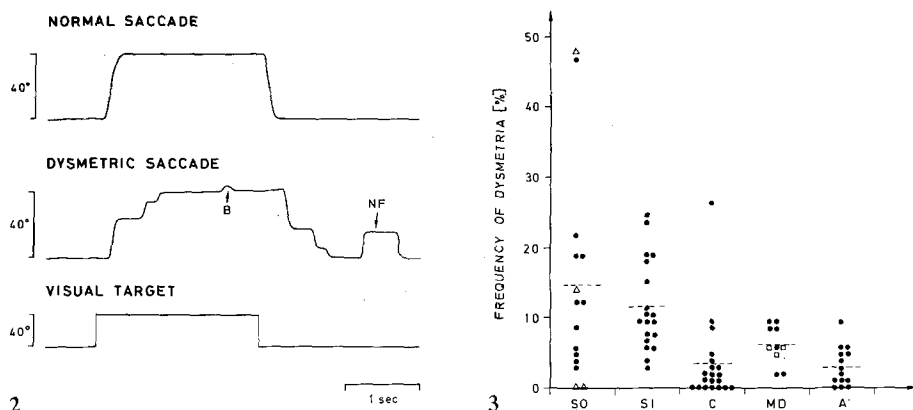 NORMAL SACCADE
40°
DYSMETRIC SACCADE
40°
B
NF
VISUAL TARGET
40°
1 sec
2
FREQUENCY OF DYSMETRIA [%]
50
40
30
20
10
0
SO SI C MD A
3